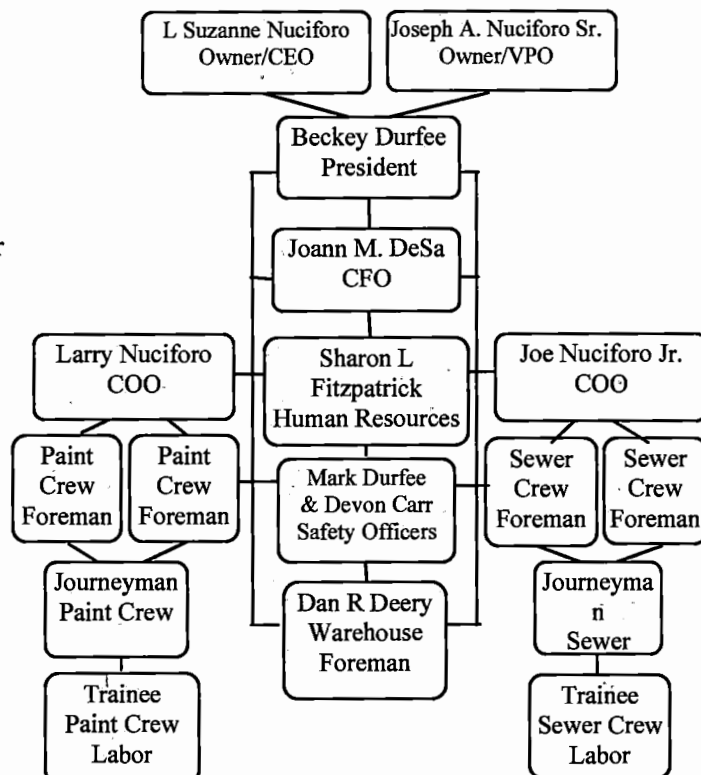 L Suzanne Nuciforo
Owner/CEO
Joseph A. Nuciforo Sr.
Owner/VPO
Beckey Durfee
President
r
Joann M. DeSa
CFO
Larry Nuciforo
COO
Sharon L
Fitzpatrick
Human Resources
Joe Nuciforo Jr.
COO
Paint
Crew
Foreman
Paint
Crew
Foreman
Mark Durfee
& Devon Carr
Safety Officers
Sewer
Crew
Foreman
Sewer
Crew
Foreman
Journeyman
Paint Crew
Dan R Deery
Warehouse
Foreman
Journeyma
n
Sewer
Trainee
Paint Crew
Labor
Trainee
Sewer Crew
Labor